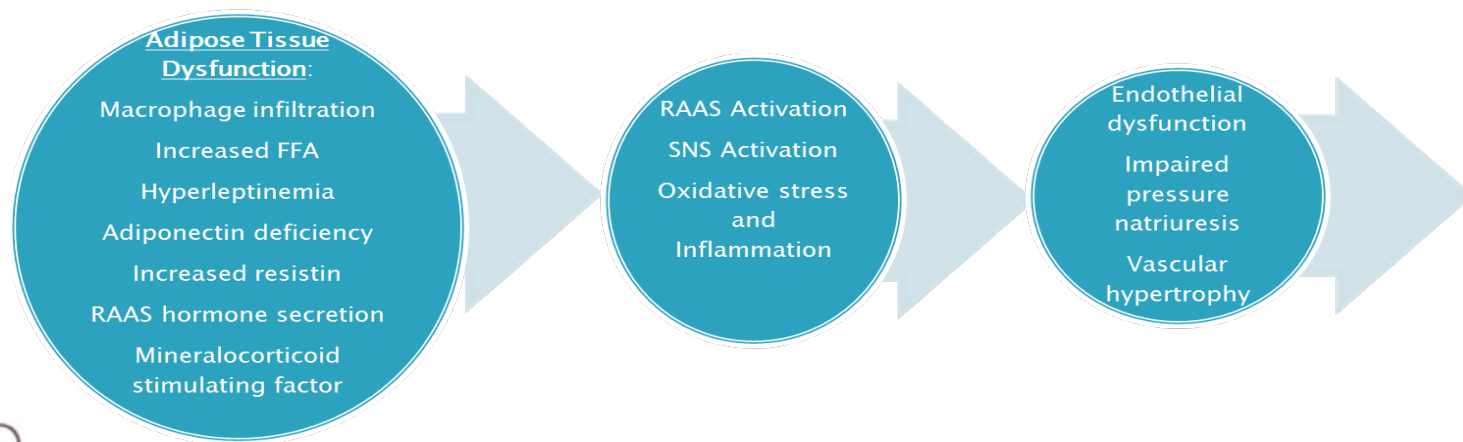 Adipose Tissue
Dysfunction:
Macrophage infiltration
Increased FFA
Hyperleptinemia
Adiponectin deficiency
Increased resistin
RAAS hormone secretion
Mineralocorticoid
stimulating factor
RAAS Activation
SNS Activation
Oxidative stress
and
Inflammation
Endothelial
dysfunction
Impaired
pressure
natriuresis
Vascular
hypertrophy